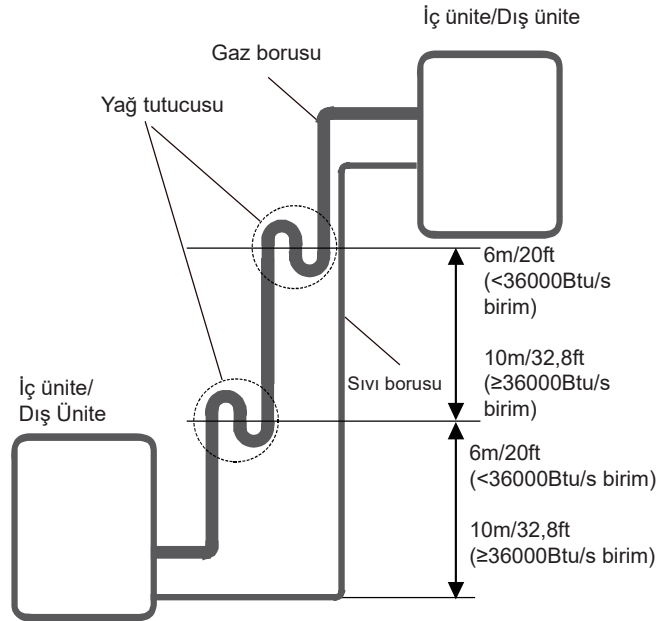 İç ünite/Dış ünite
Gaz borusu
Yağ tutucusu
6m/20ft
(<36000Btu/s
birim)
10m/32,8ft
(≥36000Btu/s
birim)
Sıvı borusu
İç ünite/
Dış Ünite
6m/20ft
(<36000Btu/s birim)
10m/32,8ft
(≥36000Btu/s birim)